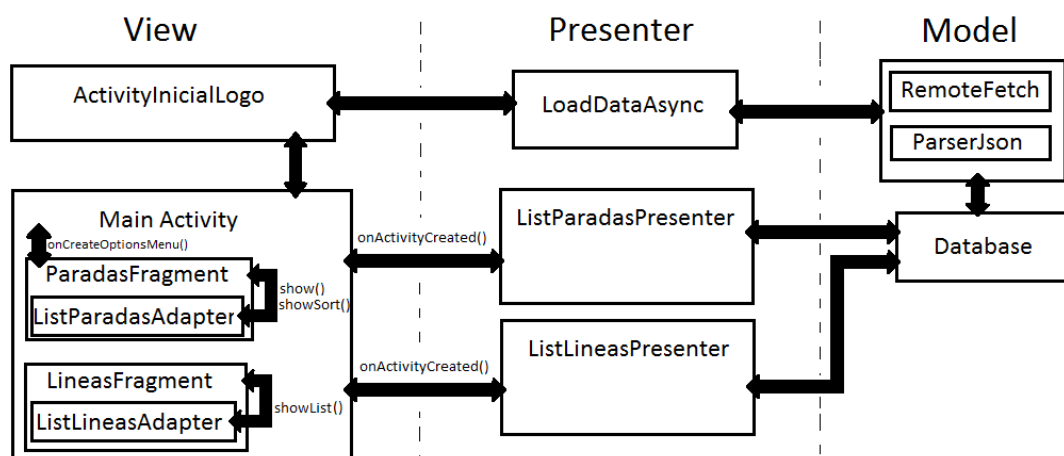 View
Presenter
Model
ActivityInicialLogo
LoadDataAsync
RemoteFetch
ParserJson
Main Activity
onCreateOptionsMenu()
ParadasFragment
ListParadasAdapter
show()
showSort()
LineasFragment
ListLineasAdapter
showList()
onActivityCreated()
onActivityCreated()
ListParadasPresenter
ListLineasPresenter
Database